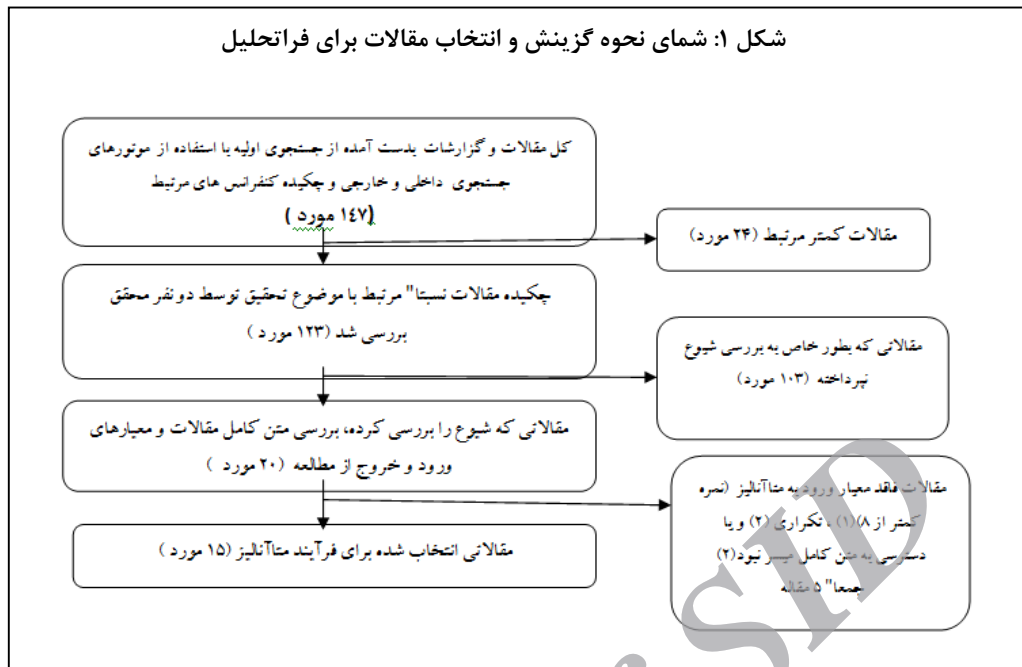 شکل ۱: شمای نحوه گزینش و انتخاب مقالات برای فراتحلیل
کل مقالات و گزارشات بدست آمده از جستجوی اولیه با استفاده از موتورهای
جستجوی داخلی و خارجی و چکیده کنفرانس های مرتبط
(۱٤۷ مورد )
مقالات کمتر مرتبط (۲۴ مورد)
چکیده مقالات نسبتا" مرتبط با موضوع تحقیق توسط دو نفر محقق
بررسی شد (۱۲۳ مورد )
مقالاتی که بطور خاص به بررسی شیوع
نپرداخته (۱۰۳ مورد)
مقالاتی که شیوع را بررسی کرده، بررسی متن کامل مقالات و معیارهای
ورود و خروج از مطالعه (۲۰ مورد )
مقالات فاقد معیار ورود به متاآنالیز (نمره
کمتر از ۸)(۱) ، تکراری (۲) و یا
دسترسی به متن کامل میسر نبود(۲)
جمعا" ۵ مقاله
مقالاتی انتخاب شده برای فرآیند متاآنالیز (۱۵ مورد )
SID